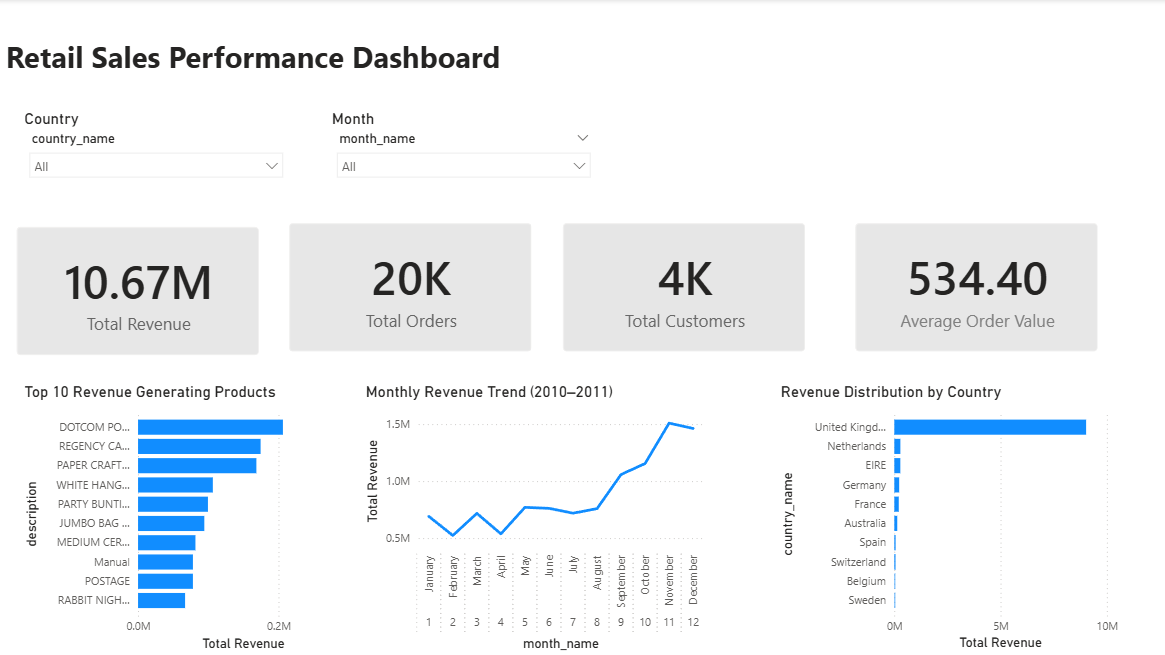 Retail Sales Performance Dashboard
Country
country_name
All
Month
month_name
All
10.67M
Total Revenue
20K
Total Orders
4K
Total Customers
534.40
Average Order Value
Top 10 Revenue Generating Products
description
DOTCOM PO...
REGENCY CA...
PAPER CRAFT...
WHITE HANG...
PARTY BUNTI...
JUMBO BAG ...
MEDIUM CER...
Manual
POSTAGE
RABBIT NIGH...
0.0M
0.2M
Total Revenue
Monthly Revenue Trend (2010–2011)
Total Revenue
1.5M
1.0M
0.5M
January
February
March
April
May
June
July
August
September
October
November
December
1
2
3
4
5
6
7
8
9
10
11
12
month_name
Revenue Distribution by Country
country_name
United Kingd...
Netherlands
EIRE
Germany
France
Australia
Spain
Switzerland
Belgium
Sweden
0M
5M
10M
Total Revenue